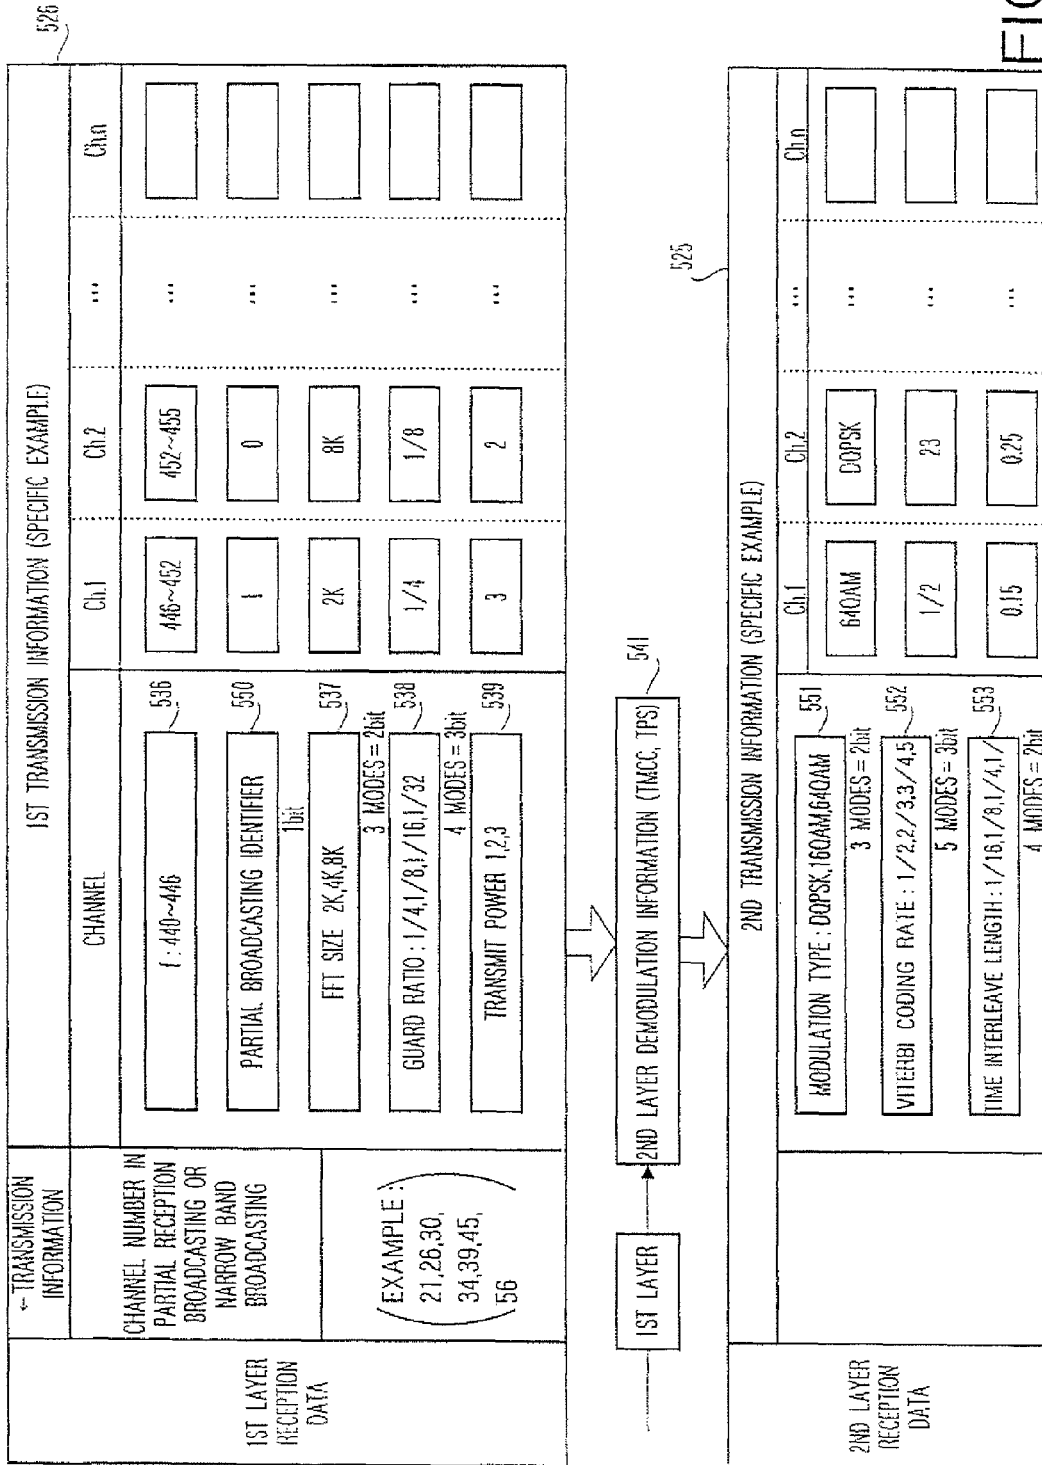 526
1ST TRANSMISSION INFORMATION (SPECIFIC EXAMPLE)
← TRANSMISSION
INFORMATION
CHANNEL
Ch.1
Ch.2
...
Ch.n
1ST LAYER
RECEPTION
DATA
CHANNEL NUMBER IN
PARTIAL RECEPTION
BROADCASTING OR
NARROW BAND
BROADCASTING
(EXAMPLE :
21,26,30,
34,39,45,
56)
f : 440~446
536
446~452
452~455
...
PARTIAL BROADCASTING IDENTIFIER
550
1bit
1
0
...
FFT SIZE 2K,4K,8K
537
3 MODES = 2bit
2K
8K
...
GUARD RATIO : 1/4,1/8,1/16,1/32
538
4 MODES = 3bit
1/4
1/8
...
TRANSMIT POWER 1,2,3
539
3
2
...
1ST LAYER
2ND LAYER DEMODULATION INFORMATION (TMCC, TPS)
541
525
2ND TRANSMISSION INFORMATION (SPECIFIC EXAMPLE)
Ch.1
Ch.2
...
Ch.n
2ND LAYER
RECEPTION
DATA
MODULATION TYPE : DQPSK,16QAM,64QAM
551
3 MODES = 2bit
64QAM
DQPSK
...
VITERBI CODING RATE : 1/2,2/3,3/4,5
552
5 MODES = 3bit
1/2
23
...
TIME INTERLEAVE LENGTH : 1/16,1/8,1/4,1/
553
4 MODES = 2bit
0.15
0.25
...